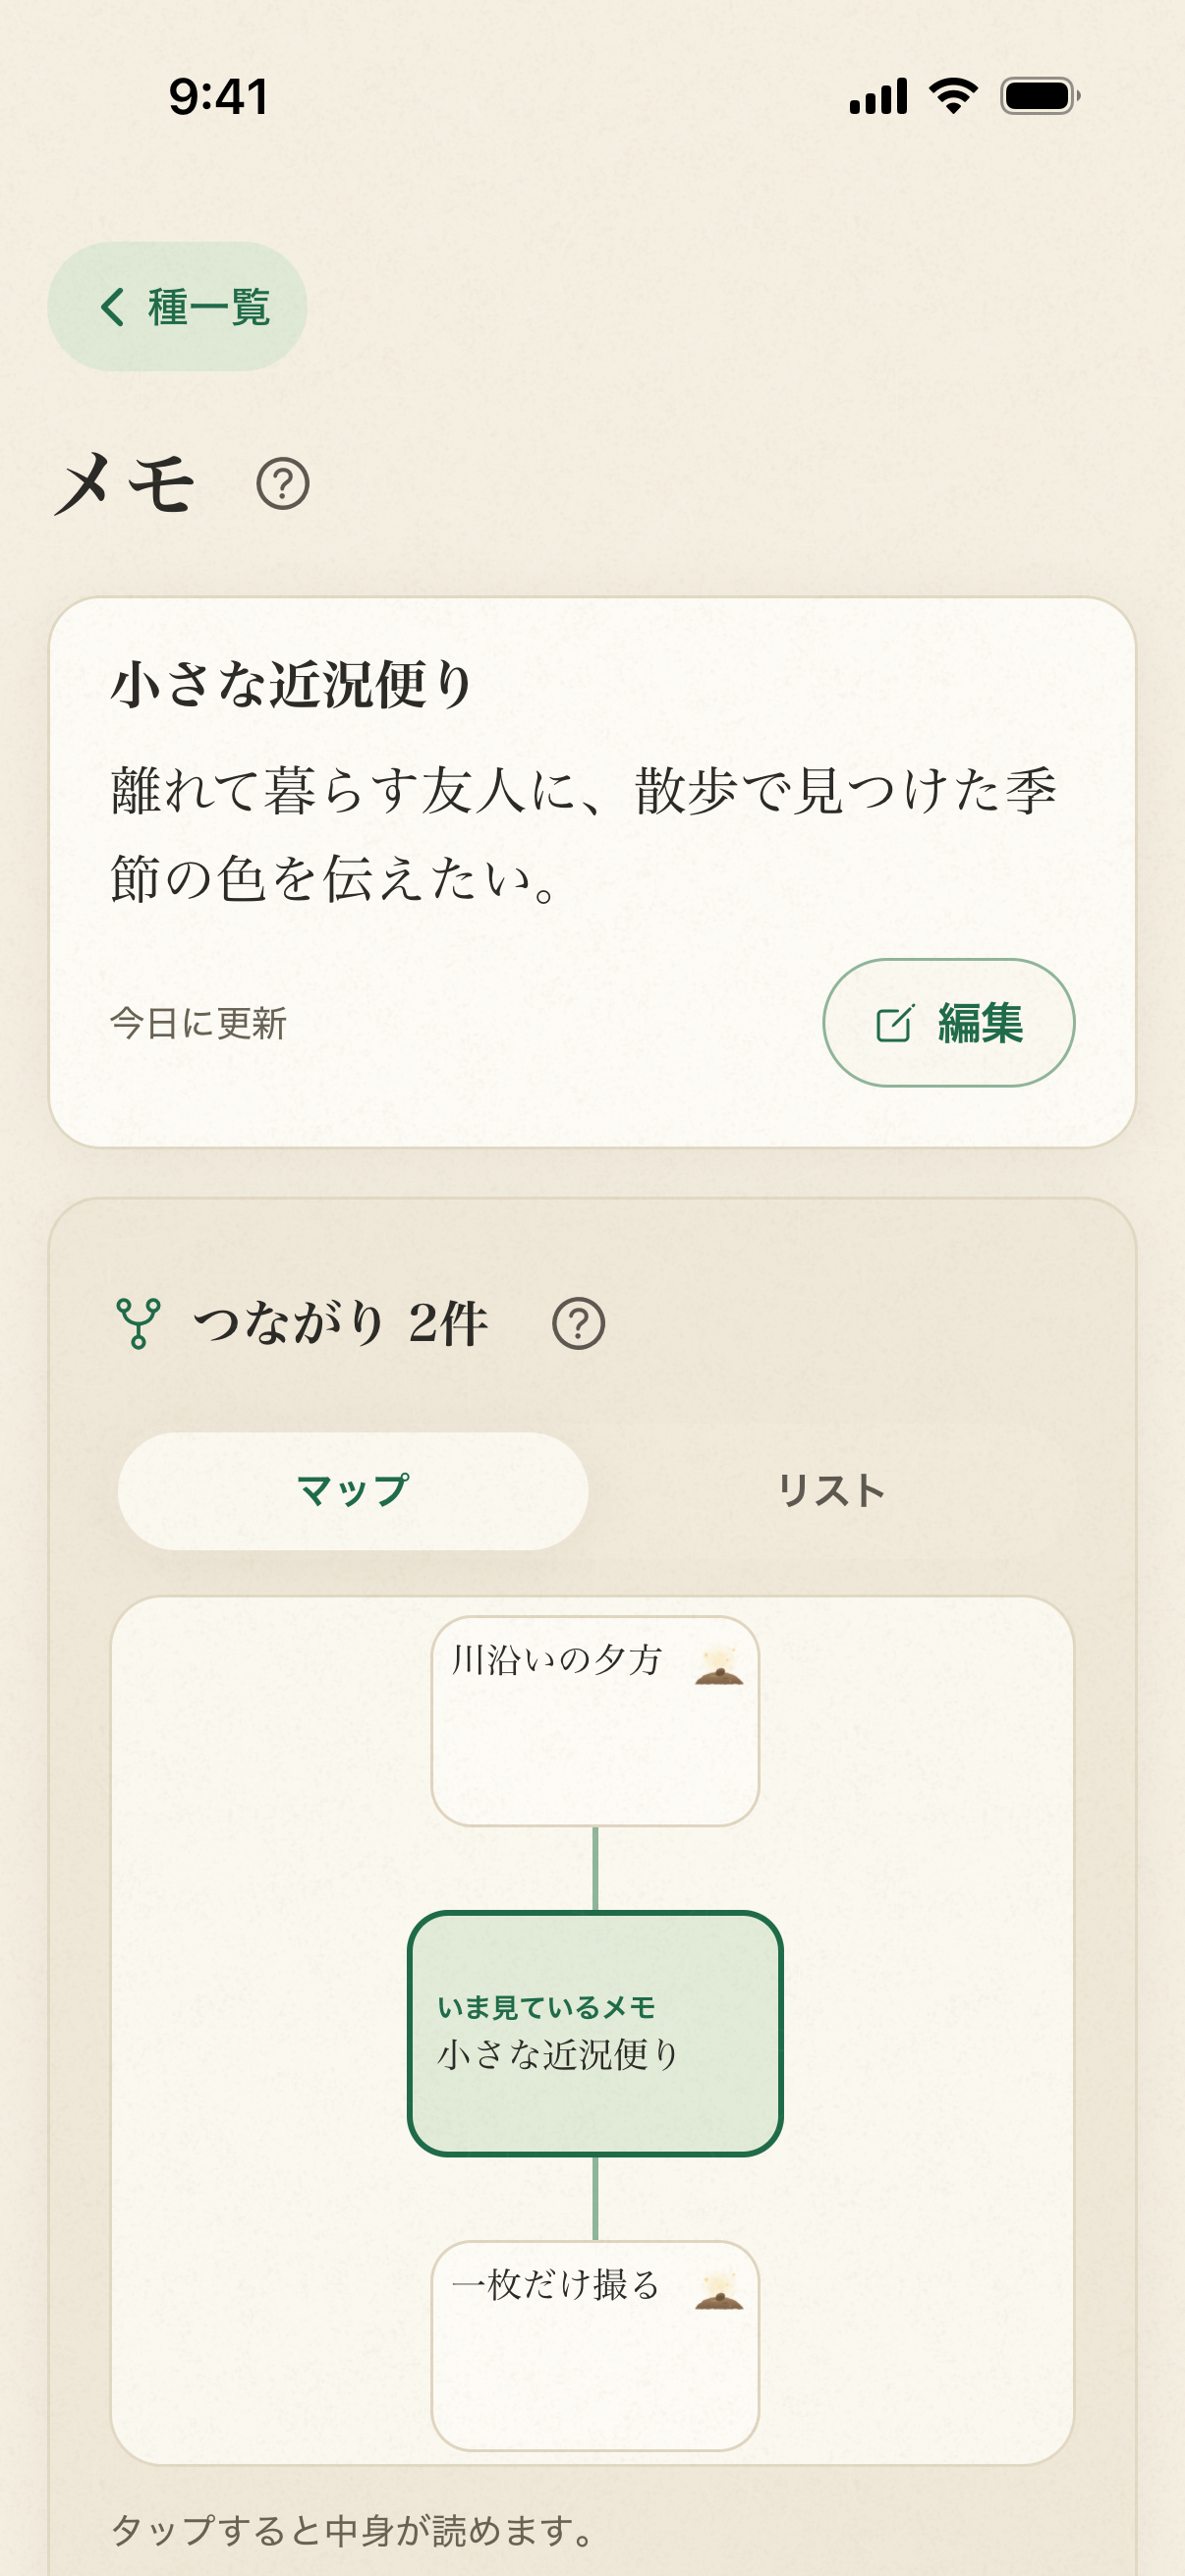 9:41
種一覧
メモ
小さな近況便り
離れて暮らす友人に、散歩で見つけた季
節の色を伝えたい。
今日に更新
編集
つながり 2件
マップ
リスト
川沿いの夕方
いま見ているメモ
小さな近況便り
一枚だけ撮る
タップすると中身が読めます。